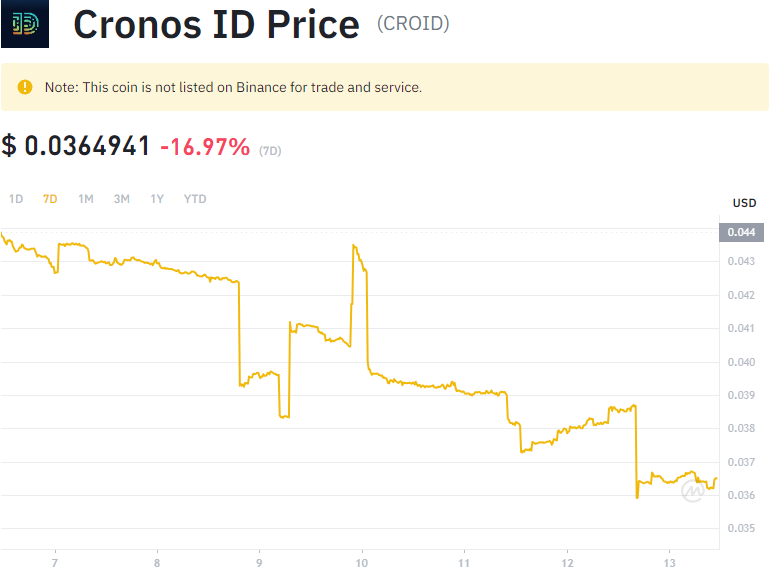 Cronos ID Price (CROID)
Note: This coin is not listed on Binance for trade and service.
$ 0.0364941 -16.97% (7D)
1D 7D 1M 3M 1Y YTD
USD
0.044
0.043
0.042
0.041
0.040
0.039
0.038
0.037
0.036
0.035
7 8 9 10 11 12 13